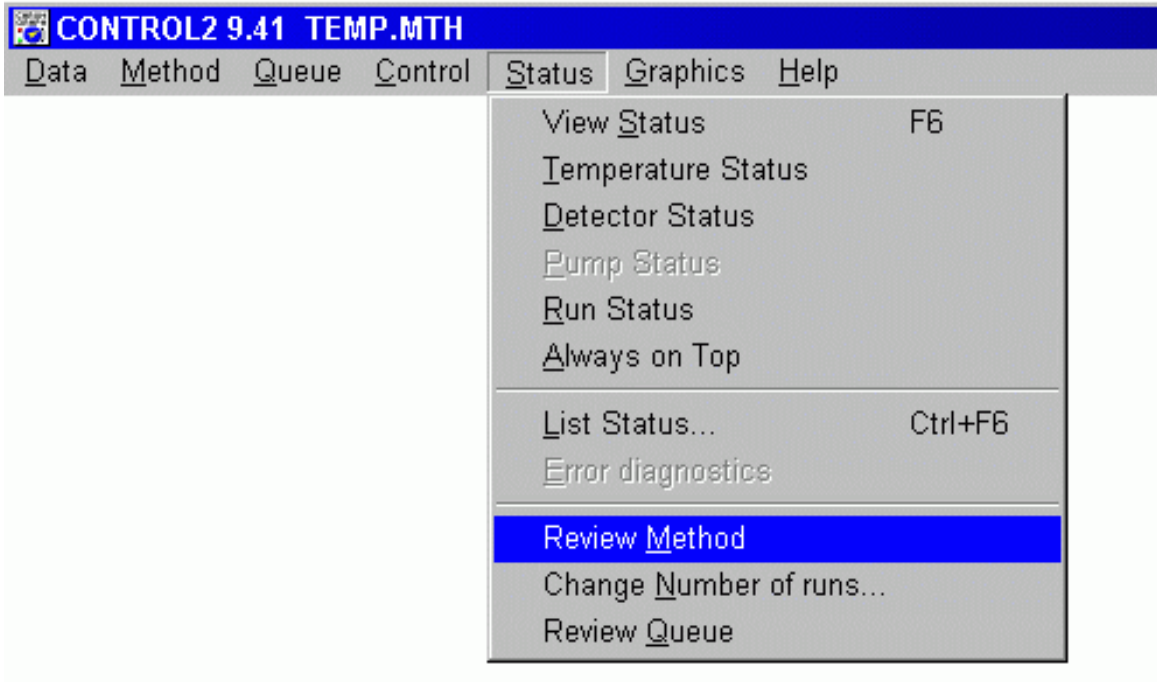 CONTROL2 9.41 TEMP.MTH
Data Method Queue Control Status Graphics Help
View Status F6
Temperature Status
Detector Status
Pump Status
Run Status
Always on Top
List Status... Ctrl+F6
Error diagnostics
Review Method
Change Number of runs...
Review Queue